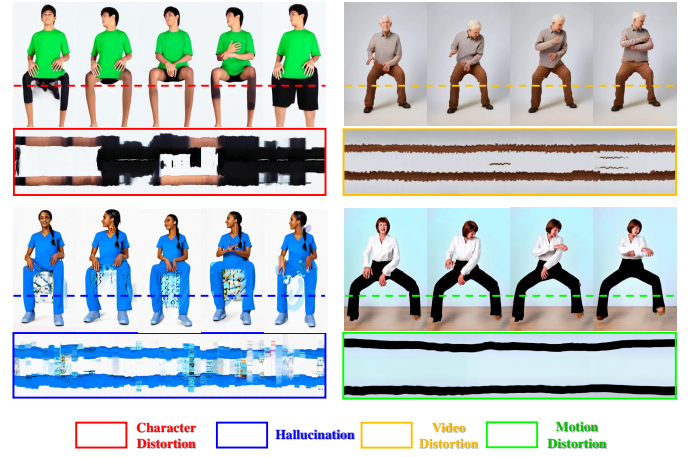 Character
Distortion
Hallucination
Video
Distortion
Motion
Distortion